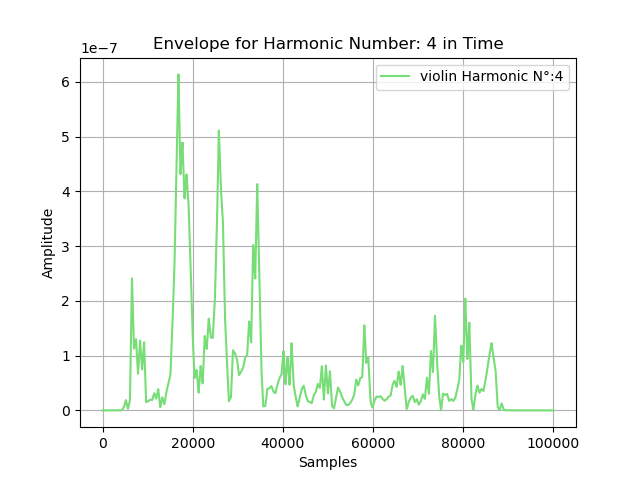 Envelope for Harmonic Number: 4 in Time
1e−7
violin Harmonic N°:4
6
5
4
3
2
1
0
Amplitude
0 20000 40000 60000 80000 100000
Samples